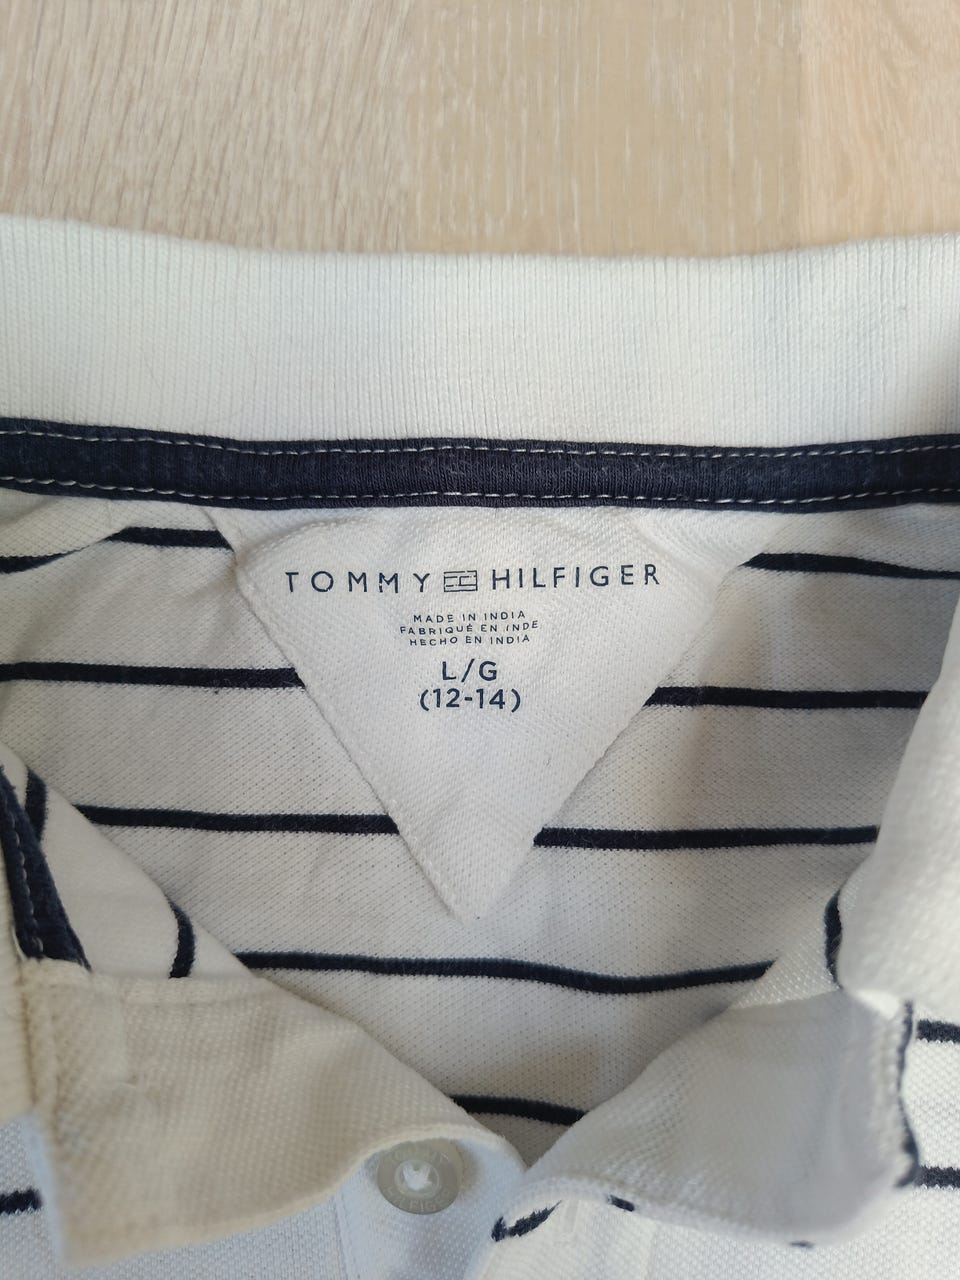 TOMMY HILFIGER
MADE IN INDIA
FABRIQUÉ EN INDE
HECHO EN INDIA
L/G
(12-14)